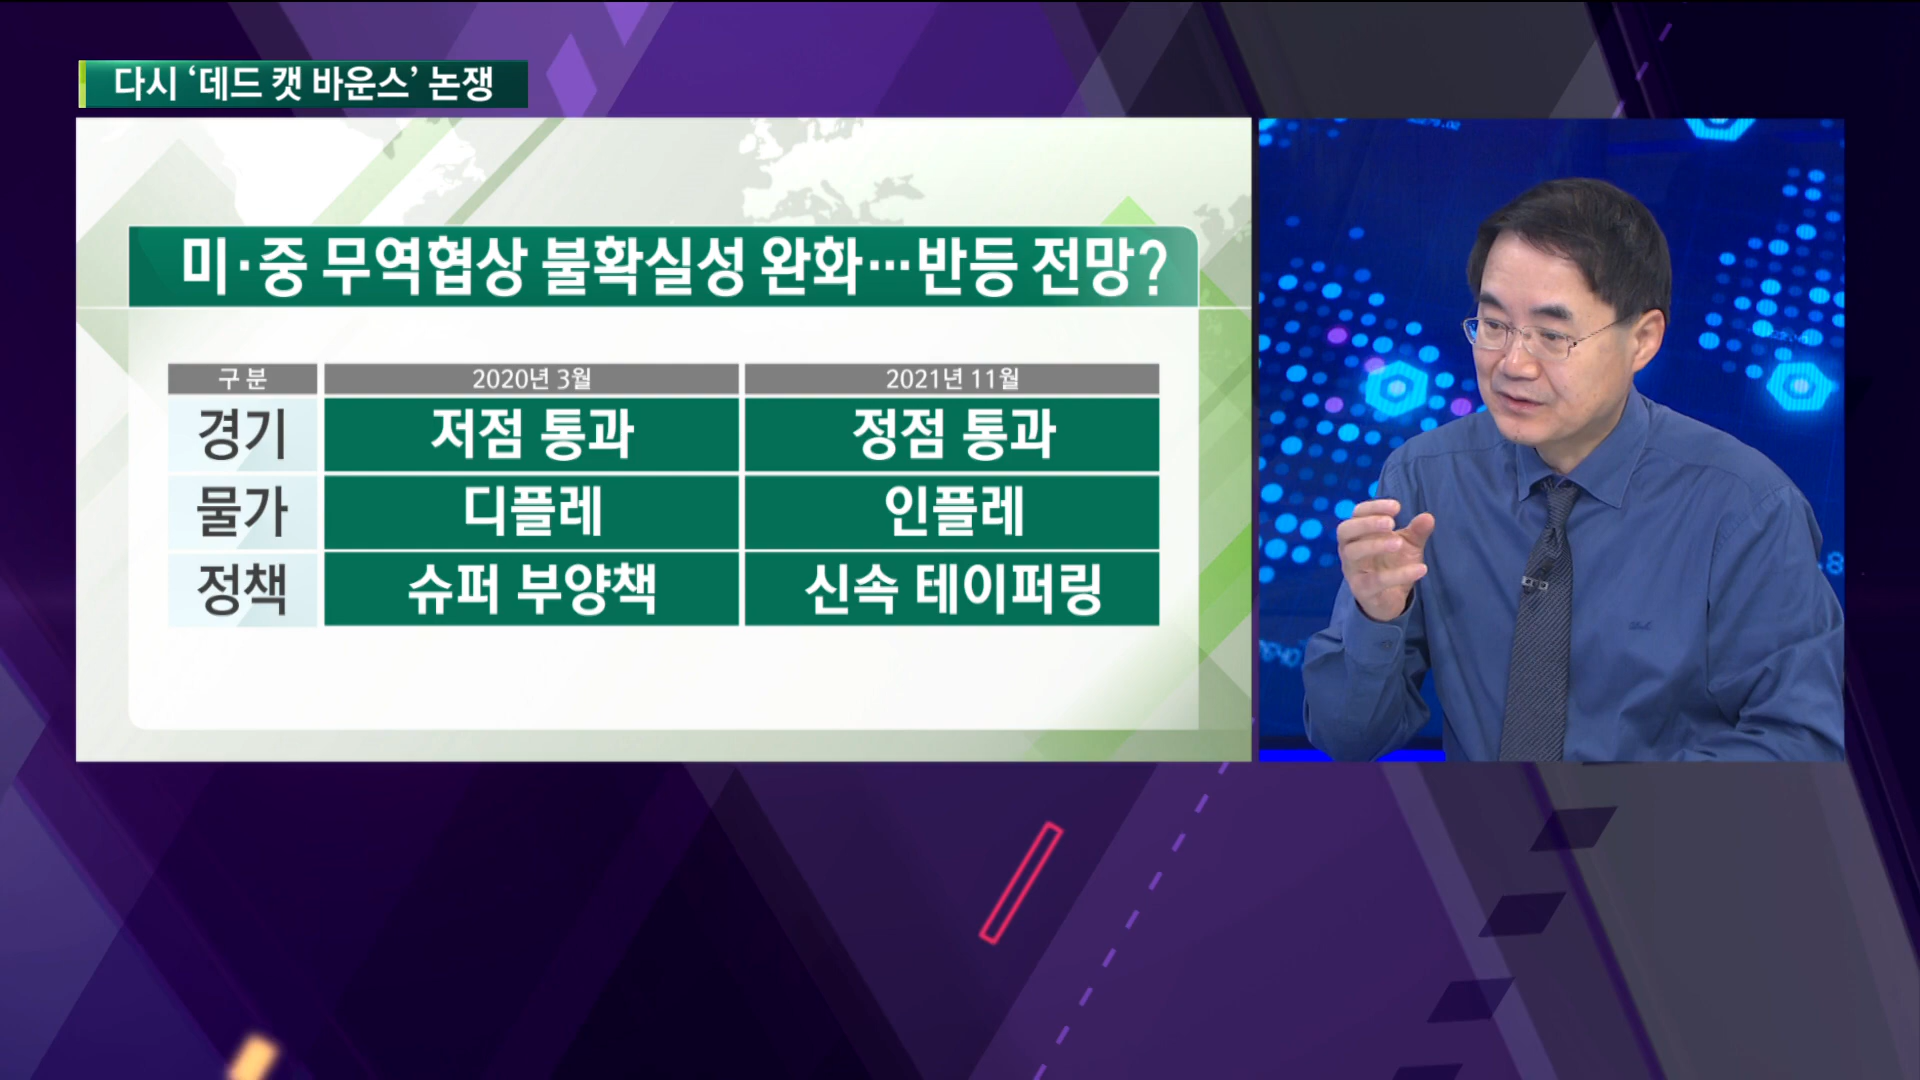 다시 ‘데드 캣 바운스’ 논쟁
미·중 무역협상 불확실성 완화…반등 전망?
구 분 2020년 3월 2021년 11월
경기 저점 통과 정점 통과
물가 디플레 인플레
정책 슈퍼 부양책 신속 테이퍼링